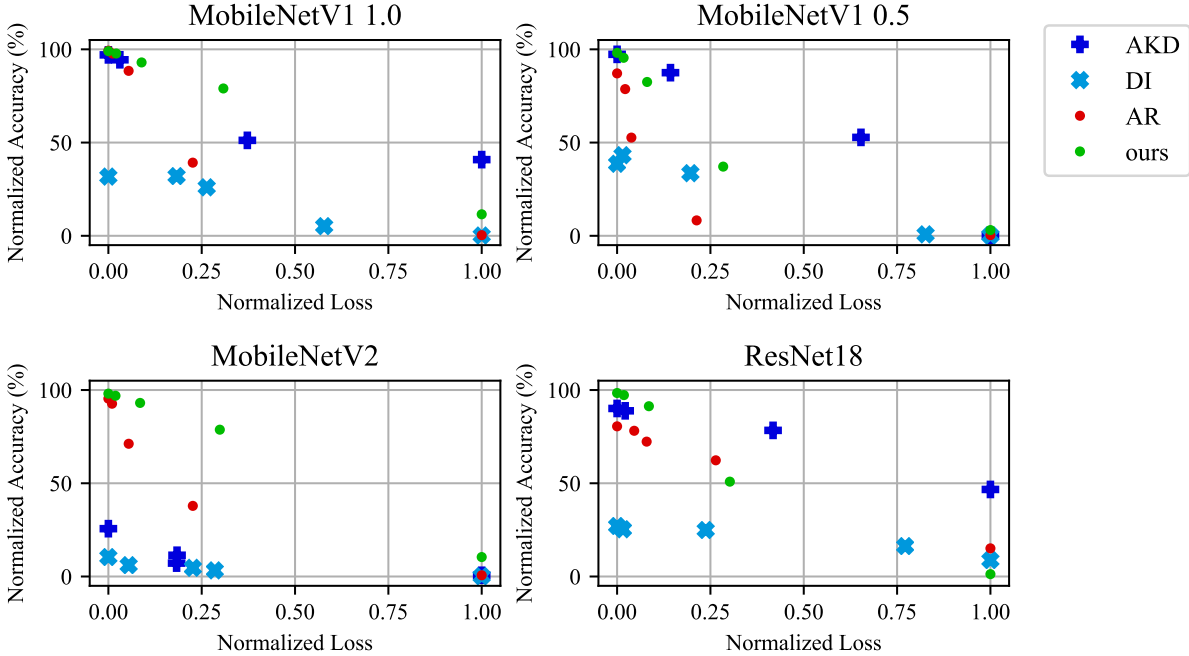 MobileNetV1 1.0
Normalized Accuracy (%)
100
50
0
0.00 0.25 0.50 0.75 1.00
Normalized Loss
MobileNetV1 0.5
Normalized Accuracy (%)
100
50
0
0.00 0.25 0.50 0.75 1.00
Normalized Loss
AKD
DI
AR
ours
MobileNetV2
Normalized Accuracy (%)
100
50
0
0.00 0.25 0.50 0.75 1.00
Normalized Loss
ResNet18
Normalized Accuracy (%)
100
50
0
0.00 0.25 0.50 0.75 1.00
Normalized Loss